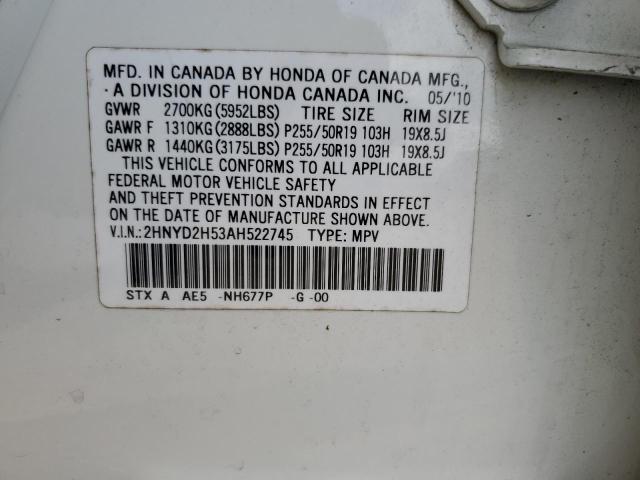 MFD. IN CANADA BY HONDA OF CANADA MFG.,
· A DIVISION OF HONDA CANADA INC. 05/'10
GVWR 2700KG(5952LBS) TIRE SIZE RIM SIZE
GAWR F 1310KG(2888LBS) P255/50R19 103H 19X8.5J
GAWR R 1440KG(3175LBS) P255/50R19 103H 19X8.5J
THIS VEHICLE CONFORMS TO ALL APPLICABLE
FEDERAL MOTOR VEHICLE SAFETY
AND THEFT PREVENTION STANDARDS IN EFFECT
ON THE DATE OF MANUFACTURE SHOWN ABOVE.
V.I.N.:2HNYD2H53AH522745 TYPE: MPV
STX A AE5 -NH677P -G -00